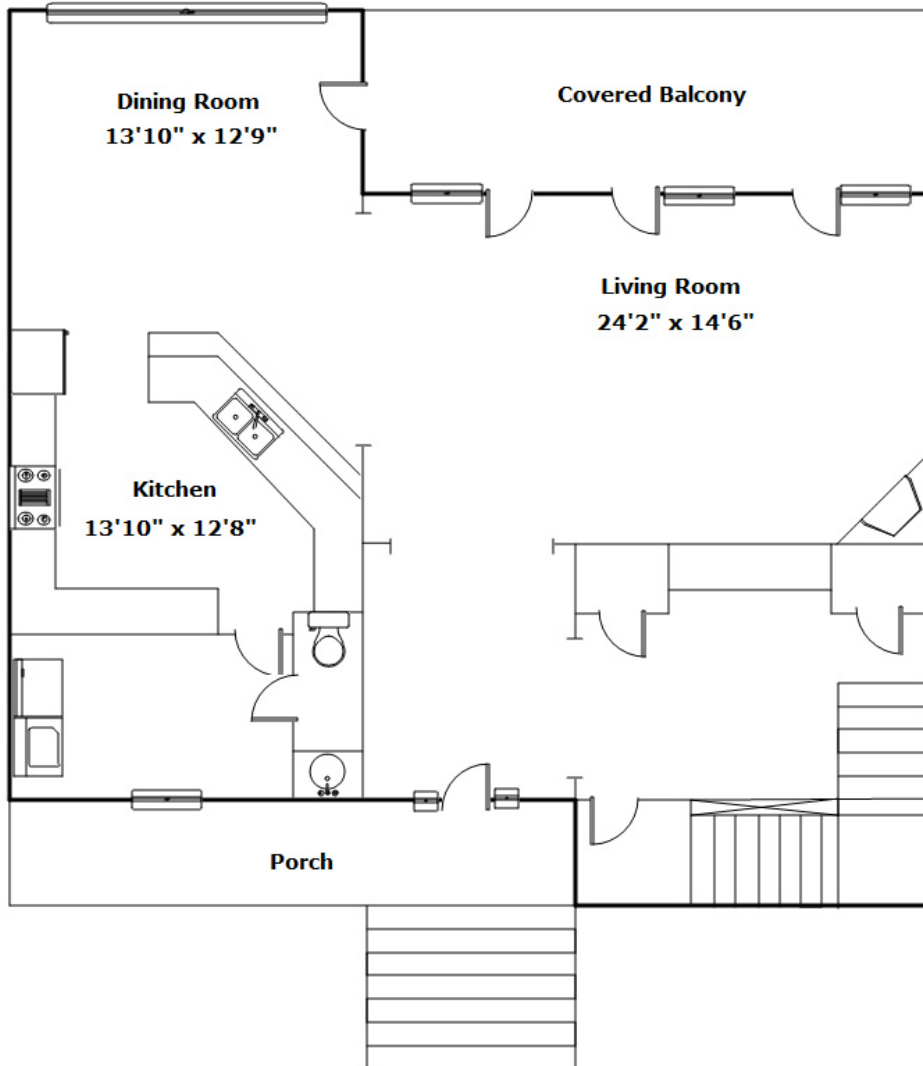 Dining Room
13'10" x 12'9"
Covered Balcony
Living Room
24'2" x 14'6"
Kitchen
13'10" x 12'8"
Porch